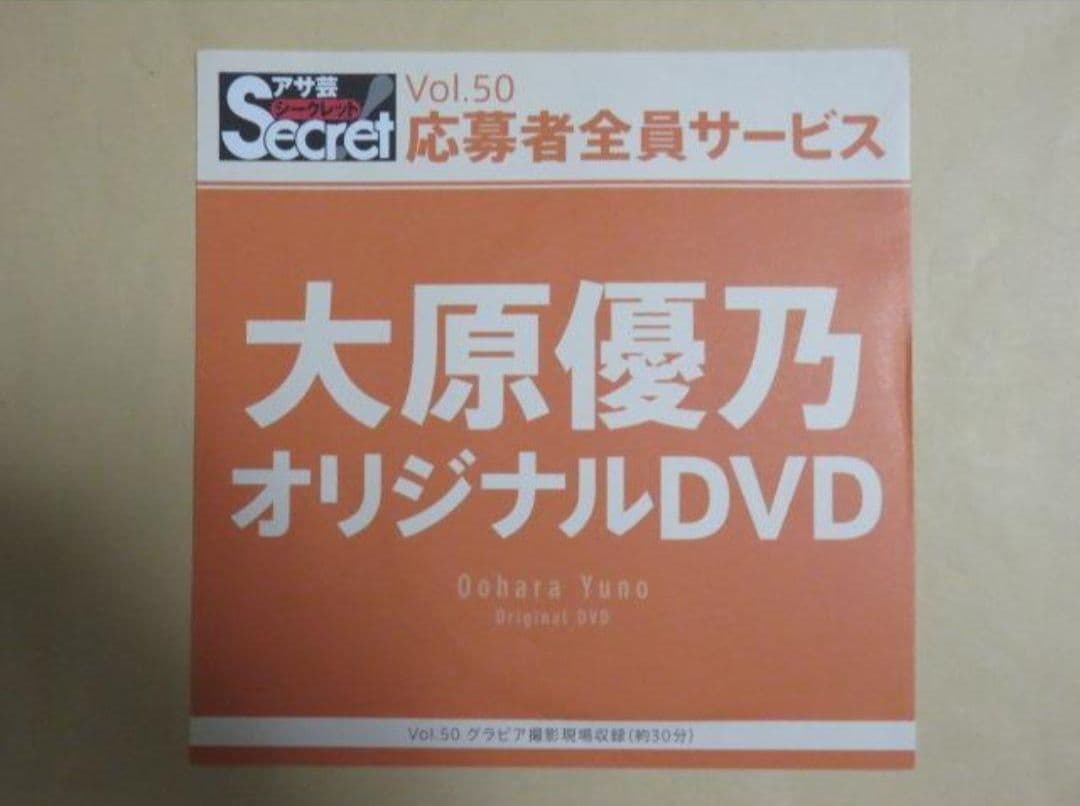 アサ芸
シークレット
Secret!
Vol.50
応募者全員サービス
大原優乃
オリジナルDVD
Oohara Yuno
Original DVD
Vol.50 グラビア撮影現場収録(約30分)